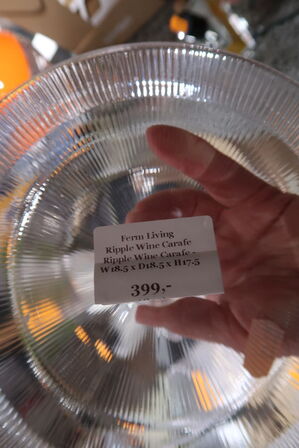 Ferm Living
Ripple Wine Carafe
Ripple Wine Carafe -
W18.5 x D18.5 x H17.5
399,-